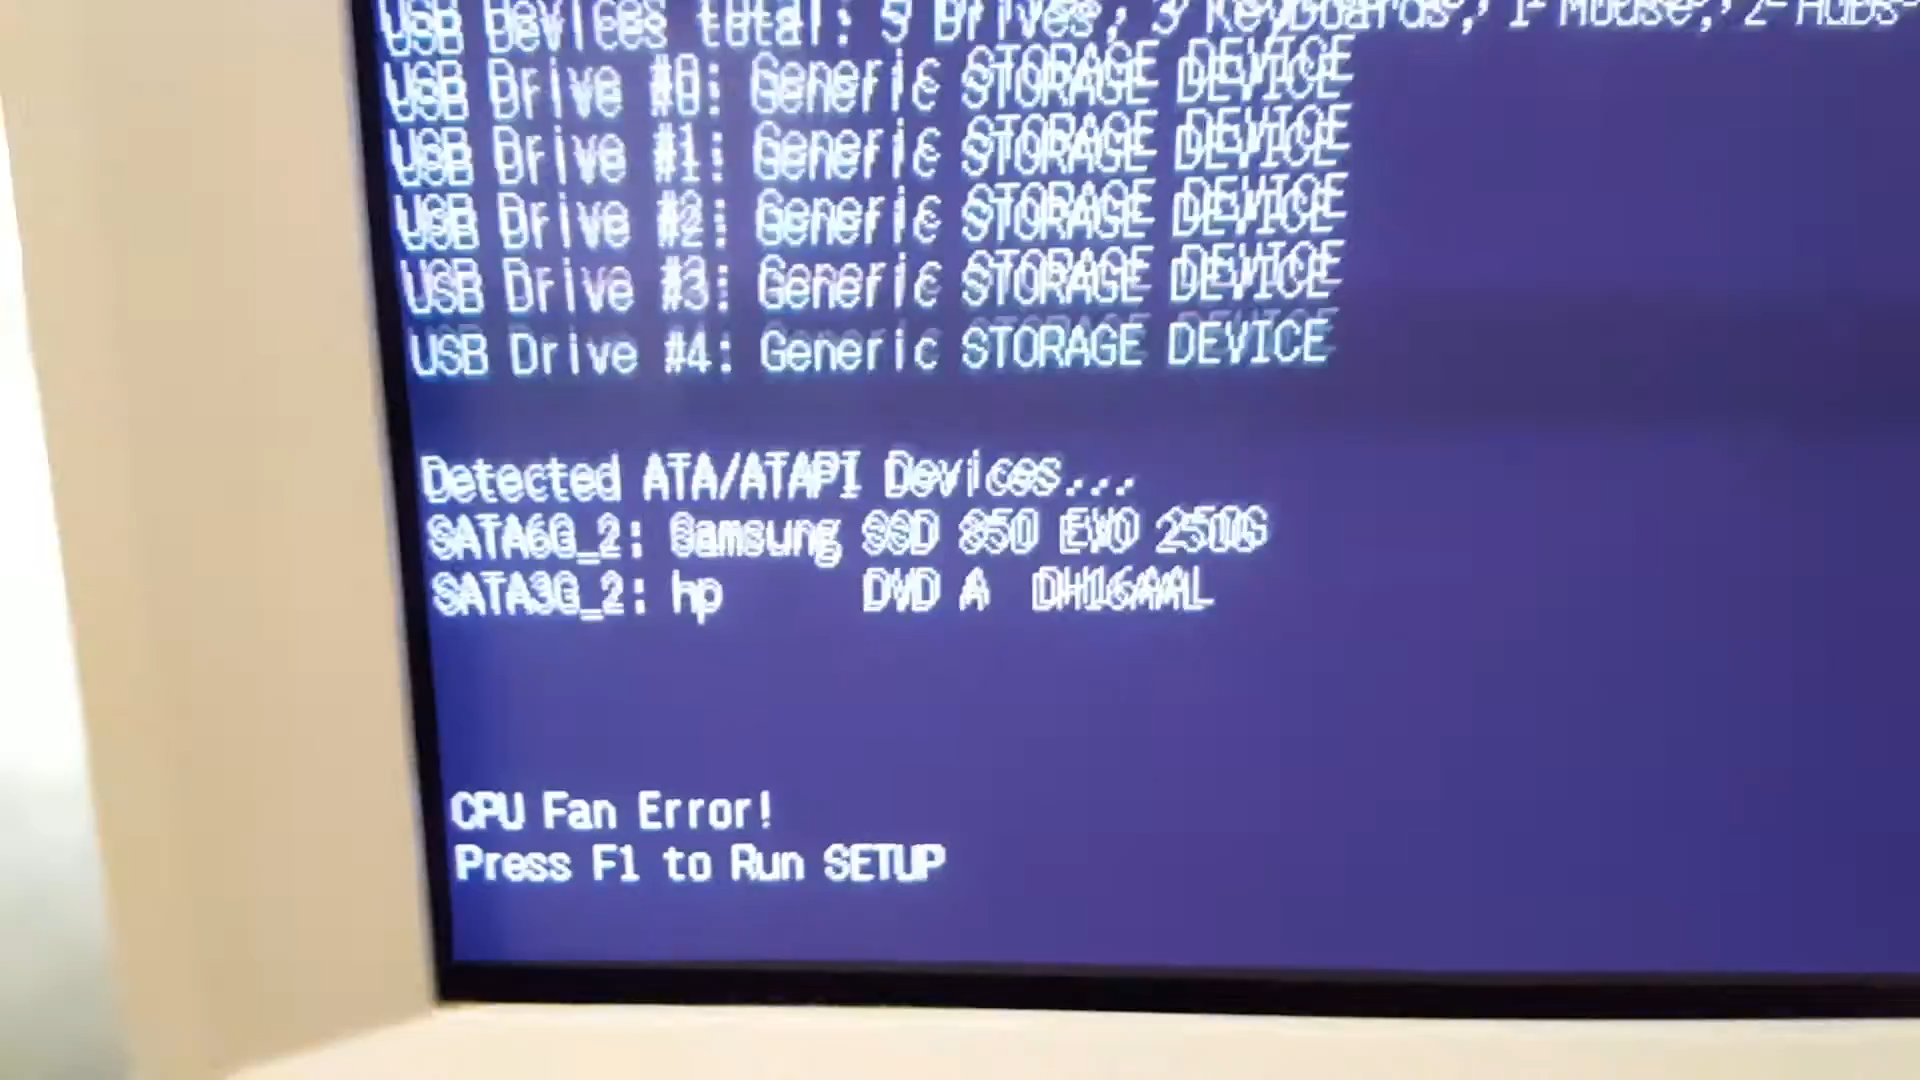 USB Devices total: 5 Drives, 3 Keyboards, 1 Mouse, 2 Hubs
USB Drive #0: Generic STORAGE DEVICE
USB Drive #1: Generic STORAGE DEVICE
USB Drive #2: Generic STORAGE DEVICE
USB Drive #3: Generic STORAGE DEVICE
USB Drive #4: Generic STORAGE DEVICE
Detected ATA/ATAPI Devices...
SATA6G_2: Samsung SSD 850 EVO 250G
SATA3G_2: hp DVD A DH16AAL
CPU Fan Error!
Press F1 to Run SETUP